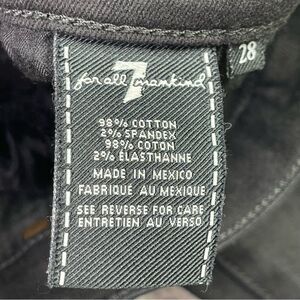 7
for all mankind
28
98% COTTON
2% SPANDEX
98% COTON
2% ÉLASTHANNE
MADE IN MEXICO
FABRIQUE AU MEXIQUE
SEE REVERSE FOR CARE
ENTRETIEN AU VERSO